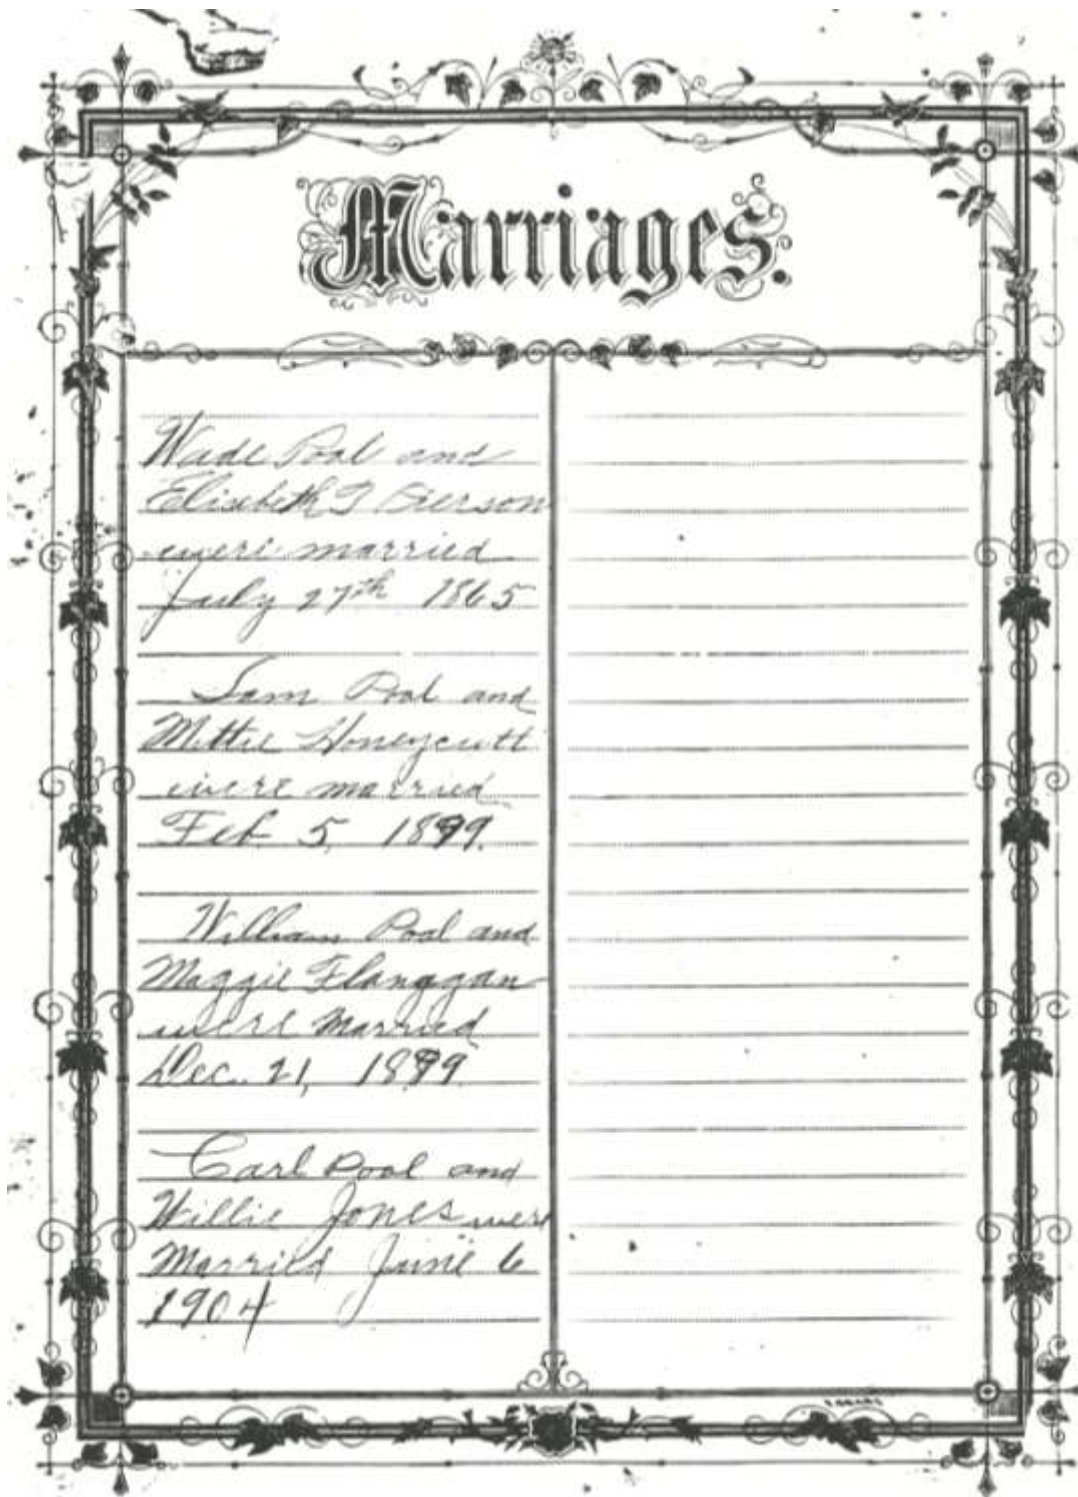 Marriages.
Wade Pool and
Elisebeth T Pierson
were married
July 27th 1865
Sam Pool and
Mittie Honeycutt
were married
Feb. 5, 1899.
William Pool and
Maggie Flanggan
were Married
Dec. 21, 1899
Carl Pool and
Willie Jones were
Married June 6
1904